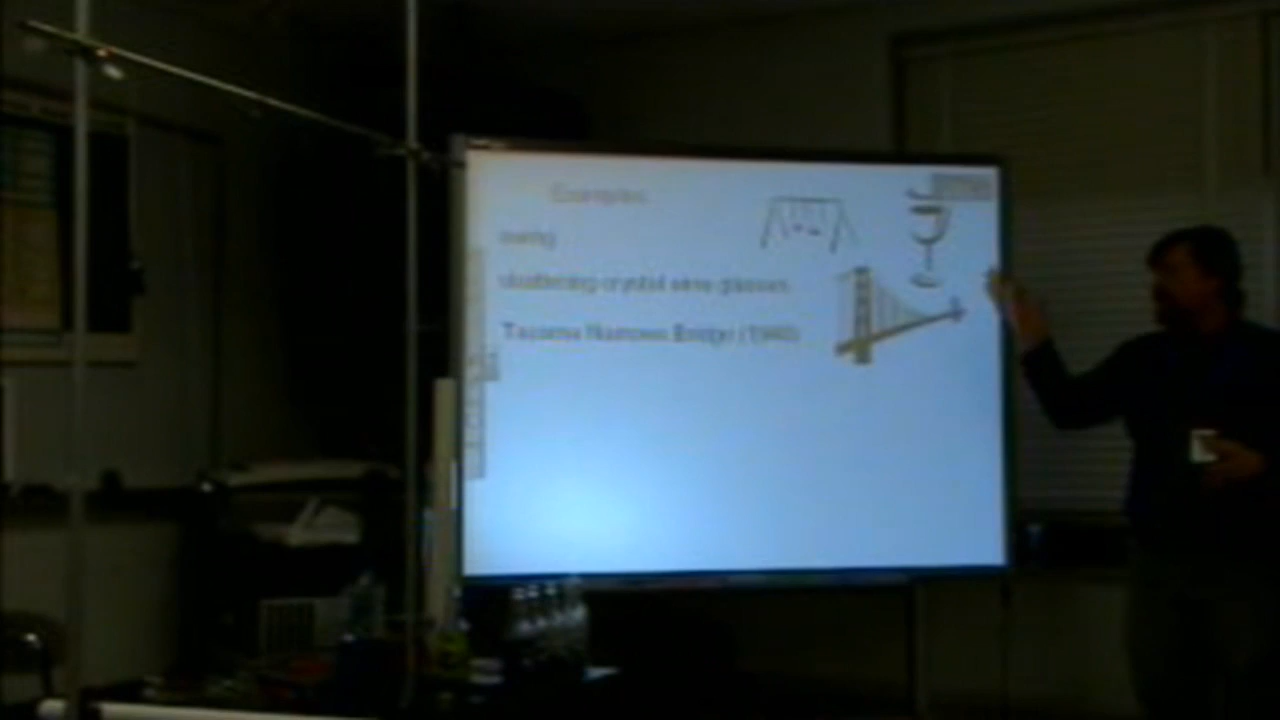 Examples
swing
shattering crystal wine glasses
Tacoma Narrows Bridge (1940)